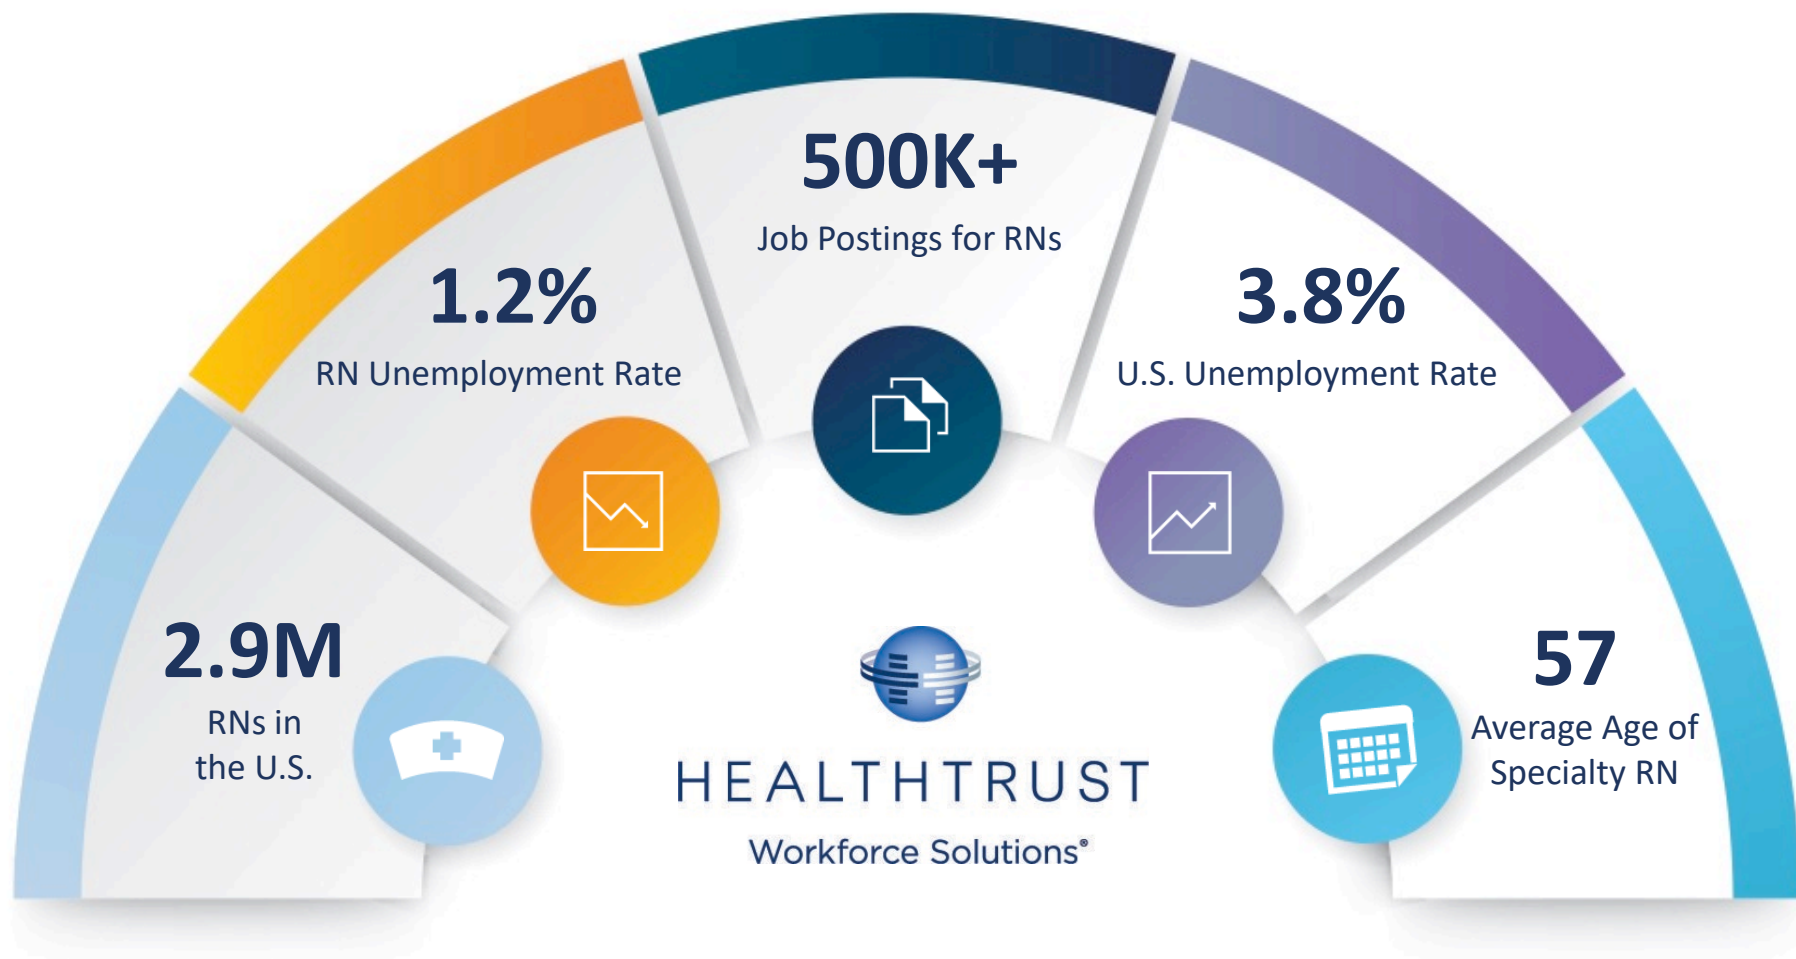 2.9M
RNs in
the U.S.
1.2%
RN Unemployment Rate
500K+
Job Postings for RNs
3.8%
U.S. Unemployment Rate
57
Average Age of
Specialty RN
HEALTHTRUST
Workforce Solutions®